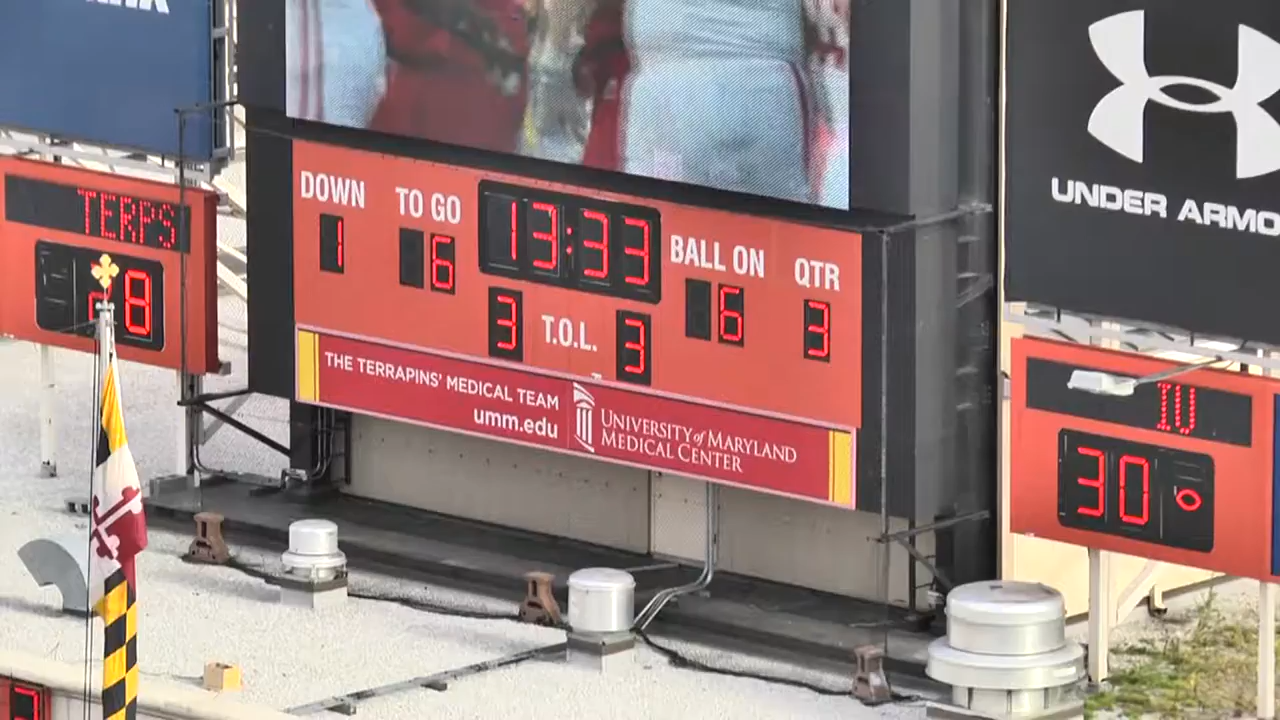 TERPS
8
DOWN
1
TO GO
6
13:33
BALL ON
6
QTR
3
3
T.O.L.
3
THE TERRAPINS' MEDICAL TEAM
umm.edu
UNIVERSITY of MARYLAND
MEDICAL CENTER
UNDER ARMO
IU
30